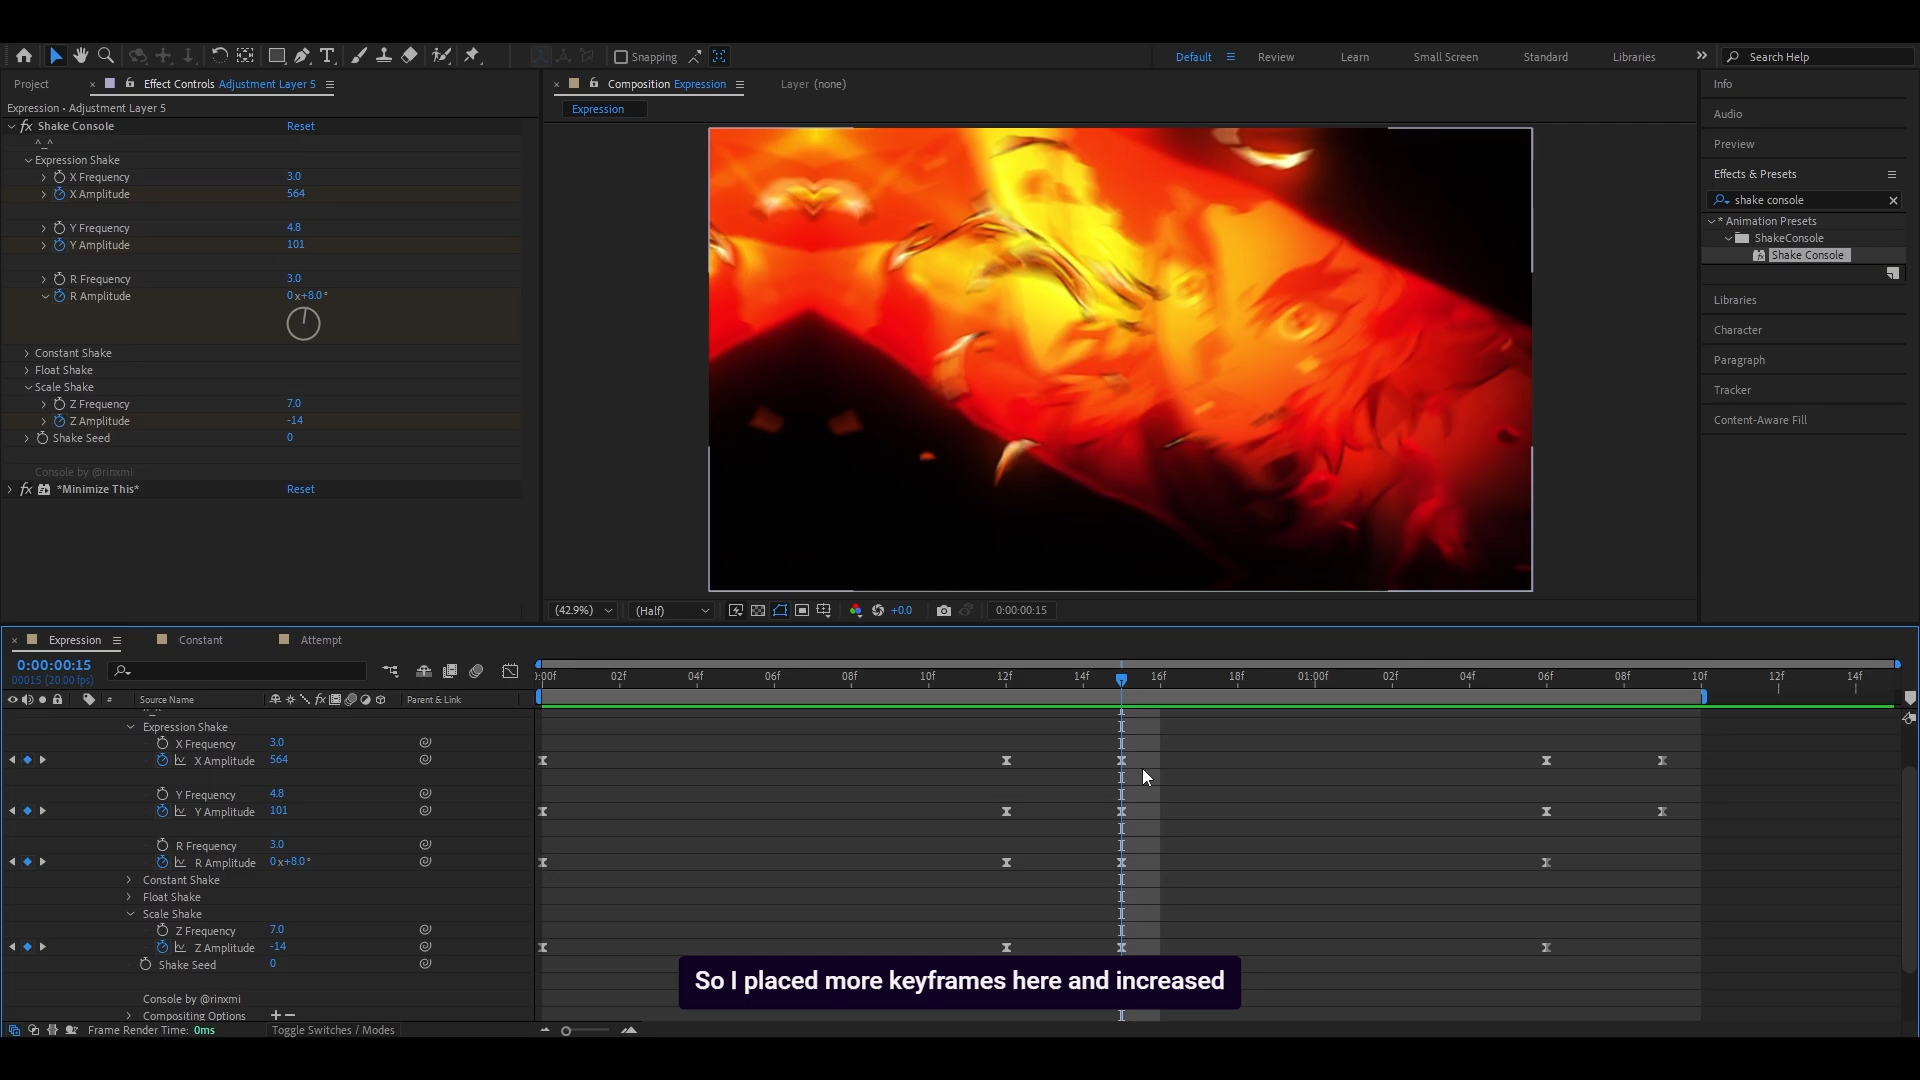 Snapping
Default
Review
Learn
Small Screen
Standard
Libraries
Search Help
Project
Effect Controls Adjustment Layer 5
Expression • Adjustment Layer 5
fx Shake Console Reset
^_^
Expression Shake
X Frequency 3.0
X Amplitude 564
Y Frequency 4.8
Y Amplitude 101
R Frequency 3.0
R Amplitude 0x+8.0°
Constant Shake
Float Shake
Scale Shake
Z Frequency 7.0
Z Amplitude -14
Shake Seed 0
Console by @rinxmi
fx *Minimize This* Reset
Composition Expression
Layer (none)
Expression
(42.9%)
(Half)
+0.0
0:00:00:15
Info
Audio
Preview
Effects & Presets
shake console
* Animation Presets
ShakeConsole
Shake Console
Libraries
Character
Paragraph
Tracker
Content-Aware Fill
Expression
Constant
Attempt
0:00:00:15
00015 (20.00 fps)
# Source Name fx Parent & Link
:00f 02f 04f 06f 08f 10f 12f 14f 16f 18f 01:00f 02f 04f 06f 08f 10f 12f 14f
^_^
Expression Shake
X Frequency 3.0
X Amplitude 564
Y Frequency 4.8
Y Amplitude 101
R Frequency 3.0
R Amplitude 0x+8.0°
Constant Shake
Float Shake
Scale Shake
Z Frequency 7.0
Z Amplitude -14
Shake Seed 0
Console by @rinxmi
Compositing Options + −
So I placed more keyframes here and increased
Frame Render Time: 0ms
Toggle Switches / Modes